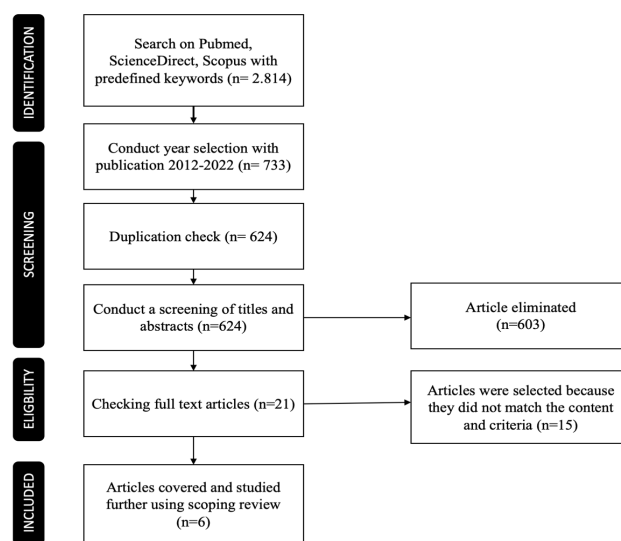 IDENTIFICATION
Search on Pubmed,
ScienceDirect, Scopus with
predefined keywords (n= 2.814)
SCREENING
Conduct year selection with
publication 2012-2022 (n= 733)
Duplication check (n= 624)
Conduct a screening of titles and
abstracts (n=624)
Article eliminated
(n=603)
ELIGBILITY
Checking full text articles (n=21)
Articles were selected because
they did not match the content
and criteria (n=15)
INCLUDED
Articles covered and studied
further using scoping review
(n=6)